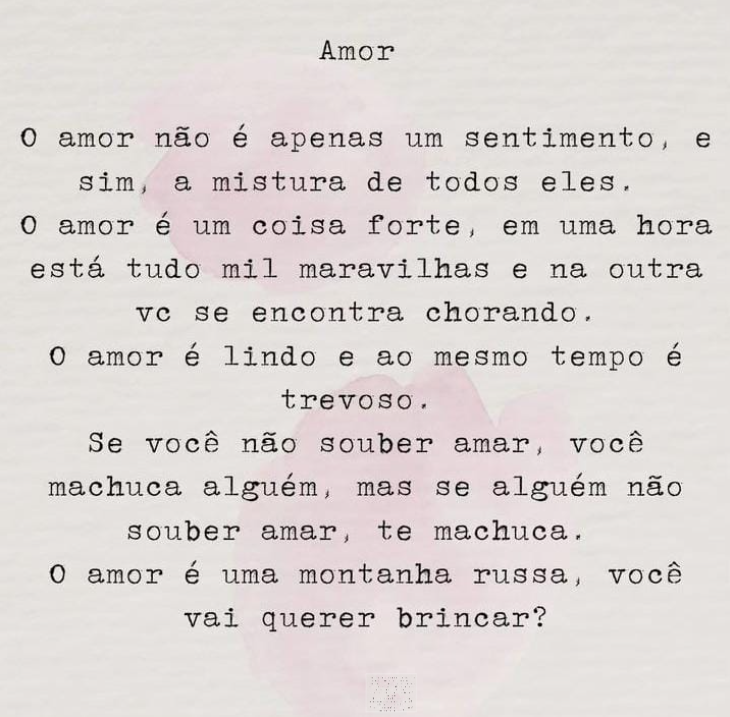 Amor
O amor não é apenas um sentimento, e
sim, a mistura de todos eles.
O amor é um coisa forte, em uma hora
está tudo mil maravilhas e na outra
vc se encontra chorando.
O amor é lindo e ao mesmo tempo é
trevoso.
Se você não souber amar, você
machuca alguém, mas se alguém não
souber amar, te machuca.
O amor é uma montanha russa, você
vai querer brincar?